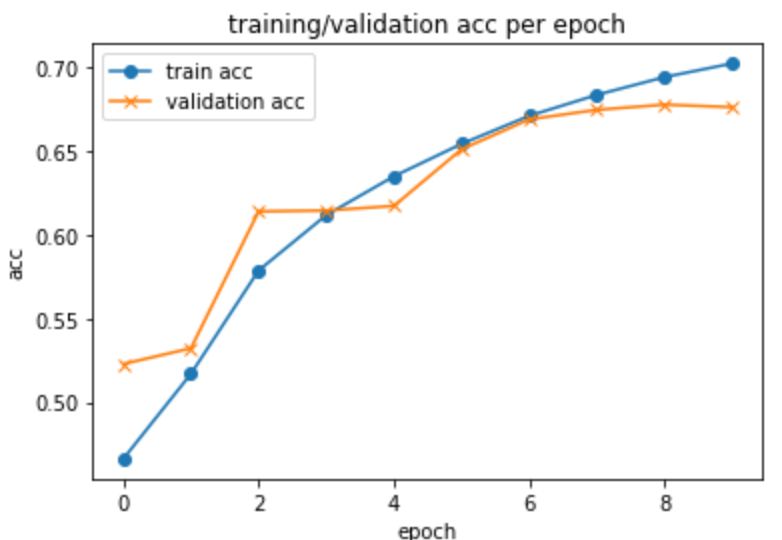 training/validation acc per epoch
train acc
validation acc
0.70
0.65
0.60
0.55
0.50
acc
0 2 4 6 8
epoch